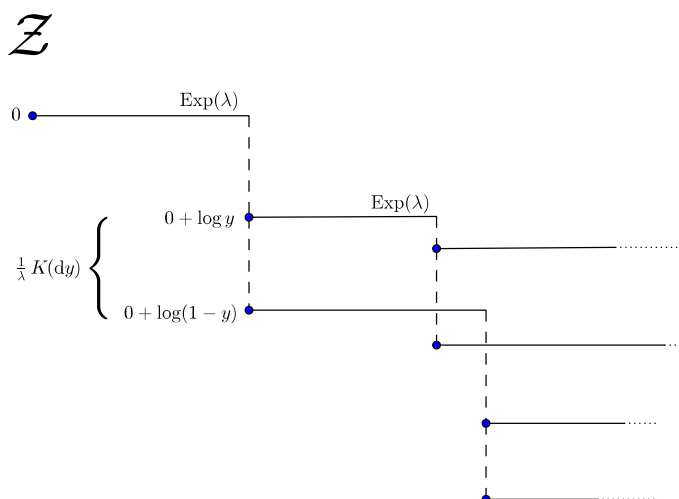 𝒵
Exp(λ)
0
Exp(λ)
0 + log y
1/λ K(dy)
0 + log(1 − y)